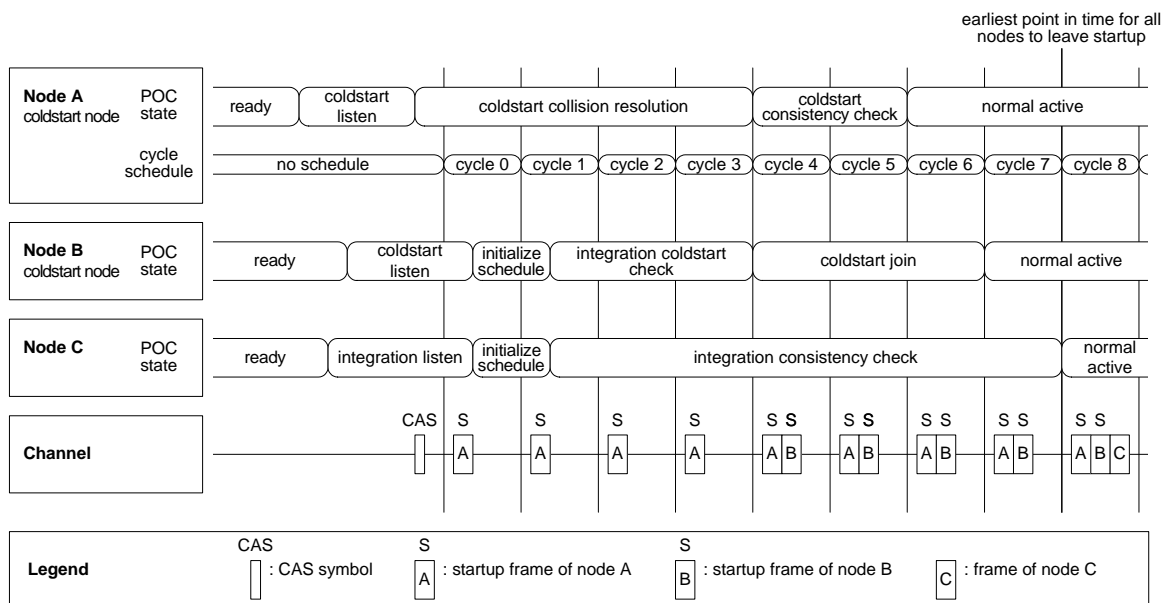 earliest point in time for all
nodes to leave startup
Node A
coldstart node
POC
state
ready
coldstart
listen
coldstart collision resolution
coldstart
consistency check
normal active
cycle
schedule
no schedule
cycle 0
cycle 1
cycle 2
cycle 3
cycle 4
cycle 5
cycle 6
cycle 7
cycle 8
Node B
coldstart node
POC
state
ready
coldstart
listen
initialize
schedule
integration coldstart
check
coldstart join
normal active
Node C
POC
state
ready
integration listen
initialize
schedule
integration consistency check
normal
active
Channel
CAS S S S S S S S S S S S S S S
A A A A A B A B A B A B A B C
Legend
CAS
: CAS symbol
S
A : startup frame of node A
S
B : startup frame of node B
C : frame of node C